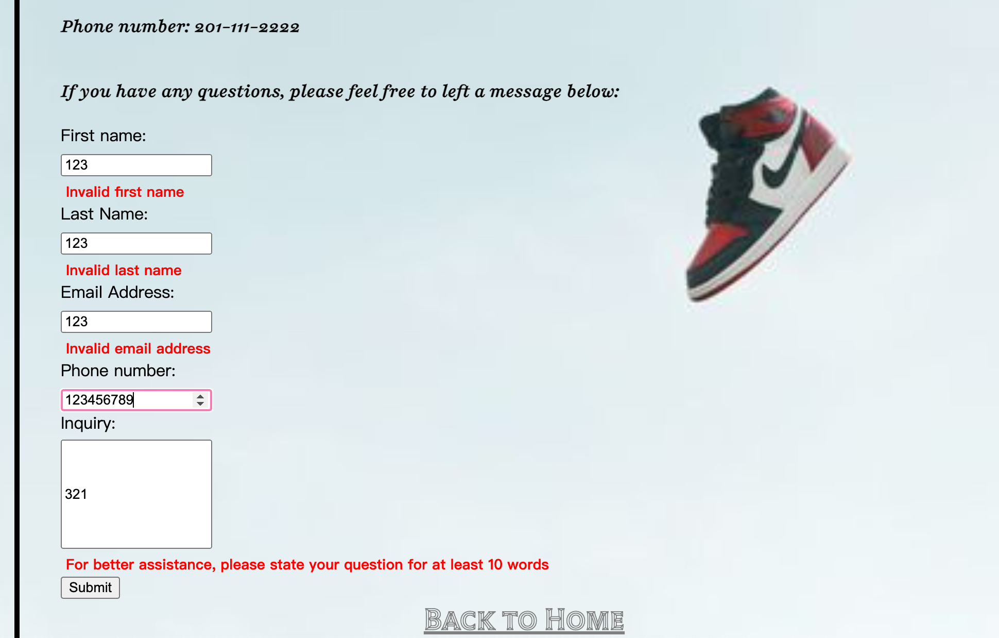 Phone number: 201-111-2222
If you have any questions, please feel free to left a message below:
First name:
123
Invalid first name
Last Name:
123
Invalid last name
Email Address:
123
Invalid email address
Phone number:
123456789
Inquiry:
321
For better assistance, please state your question for at least 10 words
Submit
Back to Home